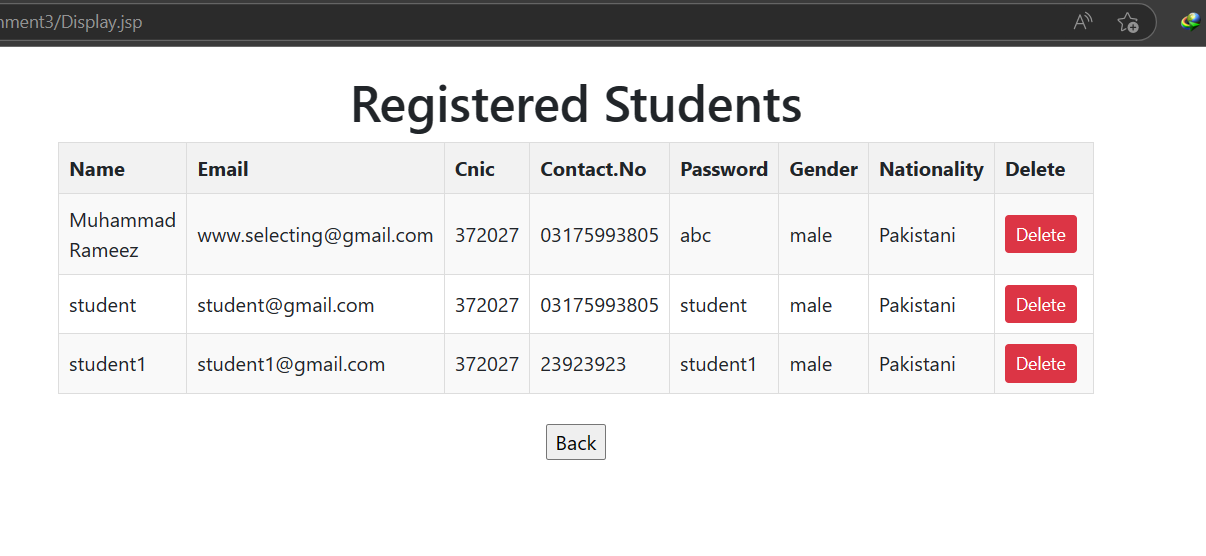 nment3/Display.jsp
Registered Students
Name Email Cnic Contact.No Password Gender Nationality Delete
Muhammad
Rameez www.selecting@gmail.com 372027 03175993805 abc male Pakistani Delete
student student@gmail.com 372027 03175993805 student male Pakistani Delete
student1 student1@gmail.com 372027 23923923 student1 male Pakistani Delete
Back